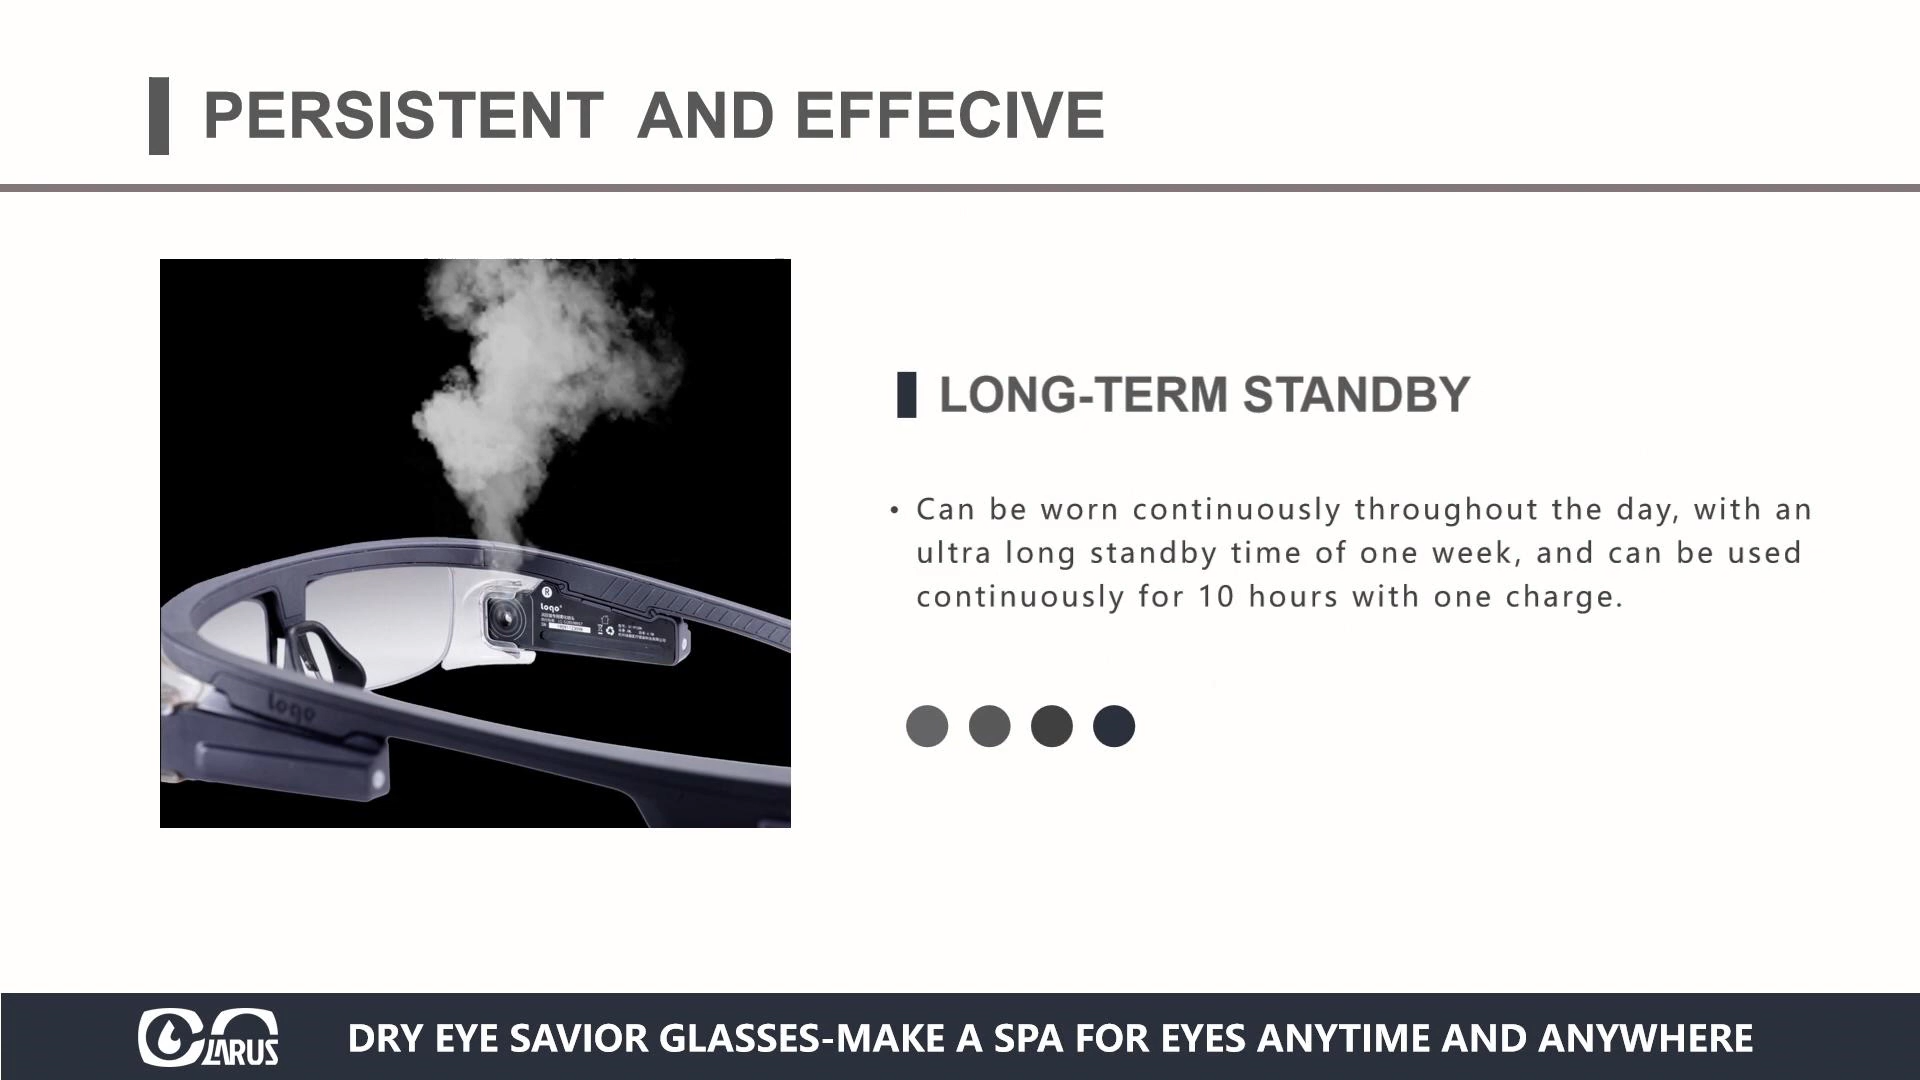 PERSISTENT AND EFFECIVE
Logo
logo
LONG-TERM STANDBY
• Can be worn continuously throughout the day, with an
ultra long standby time of one week, and can be used
continuously for 10 hours with one charge.
CLARUS
DRY EYE SAVIOR GLASSES-MAKE A SPA FOR EYES ANYTIME AND ANYWHERE